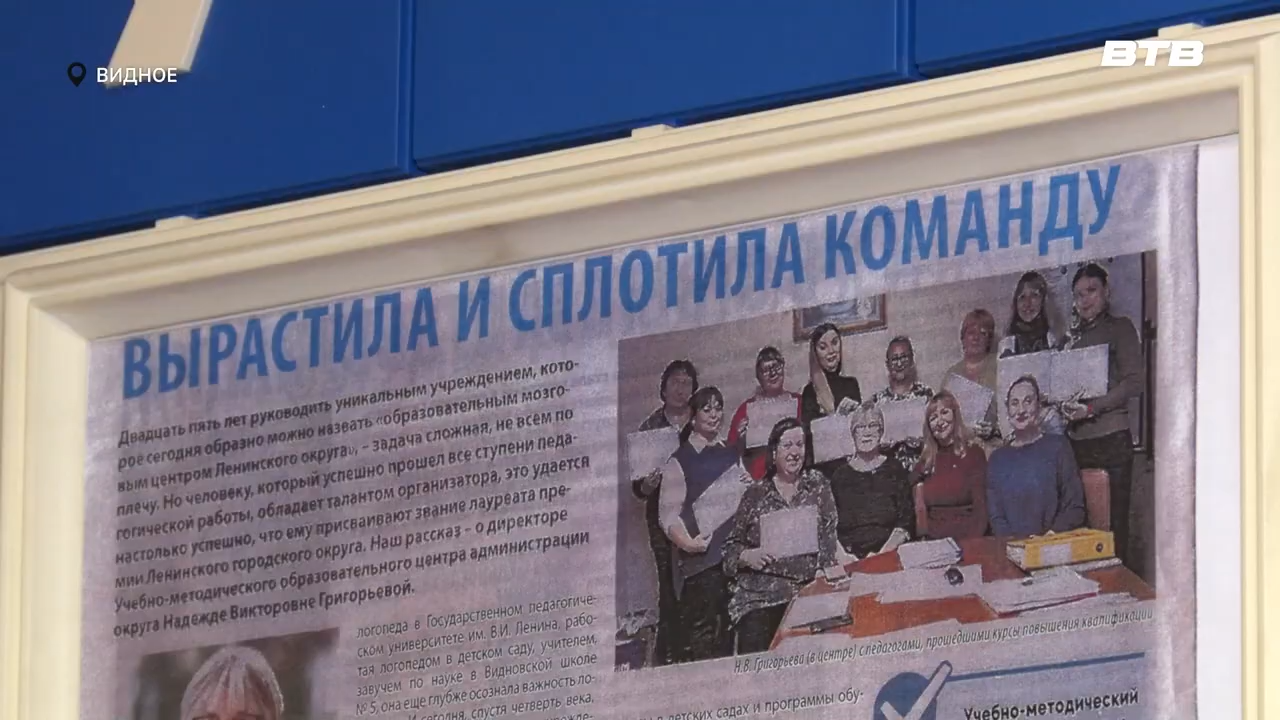 ВИДНОЕ
ВТВ
ВЫРАСТИЛА И СПЛОТИЛА КОМАНДУ
Двадцать пять лет руководить уникальным учреждением, кото-
рое сегодня образно можно назвать «образовательным мозго-
вым центром Ленинского округа», – задача сложная, не всем по
плечу. Но человеку, который успешно прошел все ступени педа-
гогической работы, обладает талантом организатора, это удается
настолько успешно, что ему присваивают звание лауреата пре-
мии Ленинского городского округа. Наш рассказ – о директоре
Учебно-методического образовательного центра администрации
округа Надежде Викторовне Григорьевой.
логопеда в Государственном педагогиче-
ском университете им. В.И. Ленина, рабо-
тая логопедом в детском саду, учителем,
завучем по науке в Видновской школе
№ 5, она еще глубже осознала важность ло-
И сегодня, спустя четверть века,
Н.В. Григорьева (в центре) с педагогами, прошедшими курсы повышения квалификации
в детских садах и программы обу-
Учебно-методический